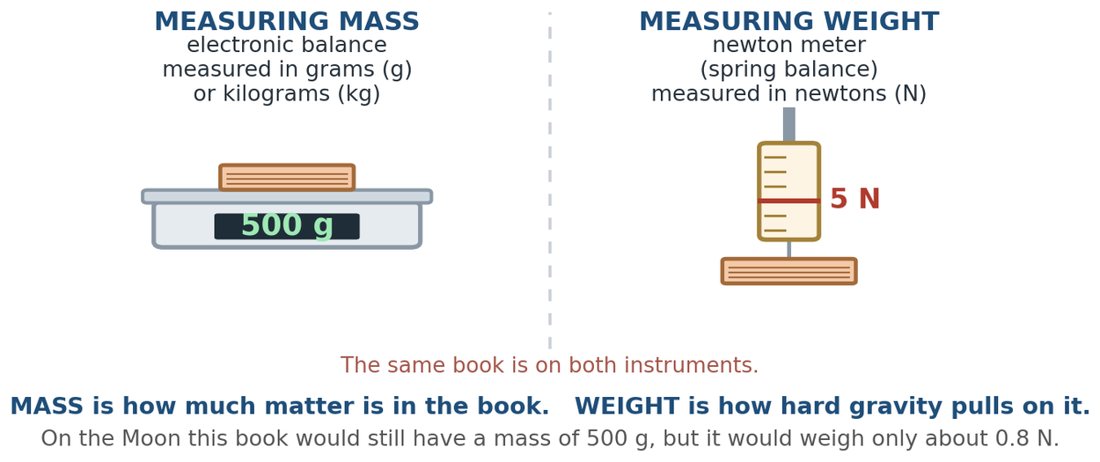 MEASURING MASS
electronic balance
measured in grams (g)
or kilograms (kg)
500 g
MEASURING WEIGHT
newton meter
(spring balance)
measured in newtons (N)
5 N
The same book is on both instruments.
MASS is how much matter is in the book. WEIGHT is how hard gravity pulls on it.
On the Moon this book would still have a mass of 500 g, but it would weigh only about 0.8 N.